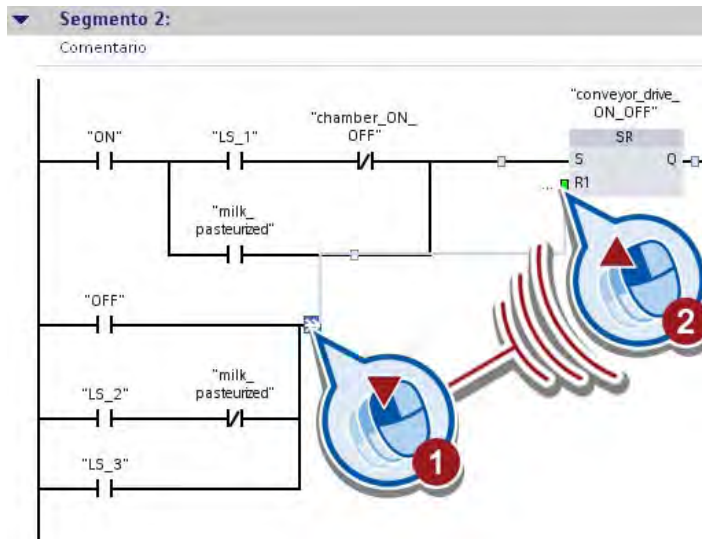 Segmento 2:
Comentario
"conveyor_drive_
ON_OFF"
"chamber_ON_
OFF"
"ON"
"LS_1"
SR
S
Q
...
R1
"milk_
pasteurized"
2
"OFF"
"milk_
pasteurized"
"LS_2"
1
"LS_3"